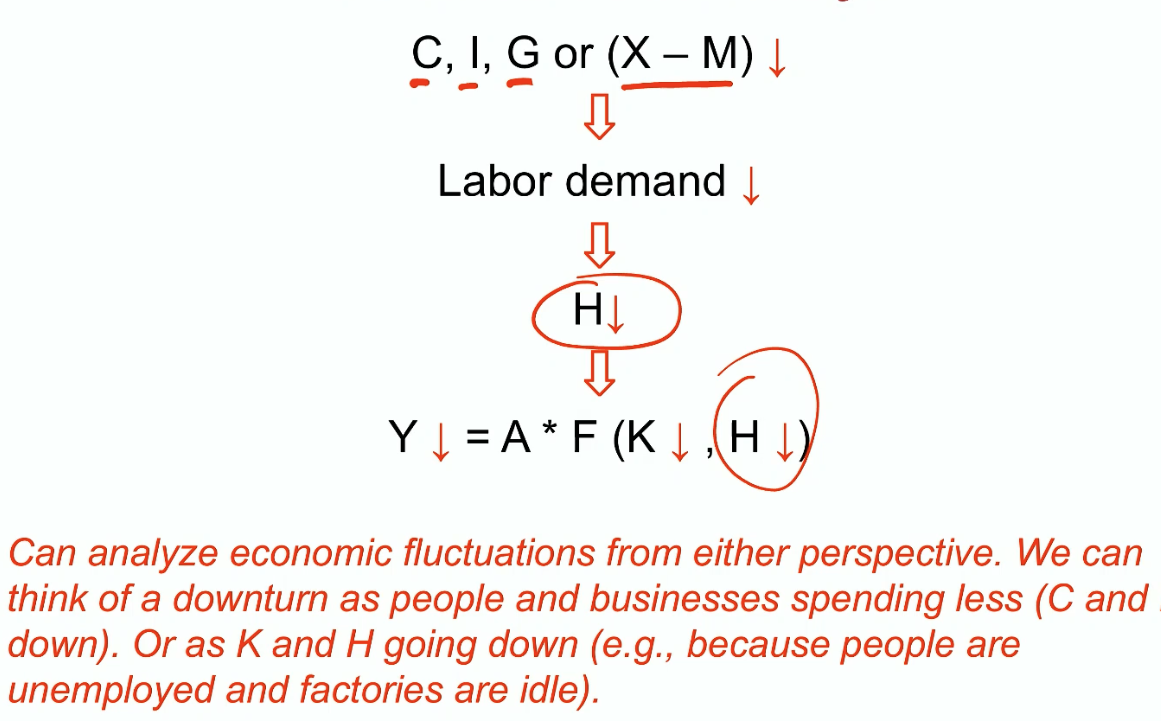 C, I, G or (X – M) ↓
Labor demand ↓
H↓
Y ↓ = A * F (K ↓ , H ↓)
Can analyze economic fluctuations from either perspective. We can
think of a downturn as people and businesses spending less (C and
down). Or as K and H going down (e.g., because people are
unemployed and factories are idle).